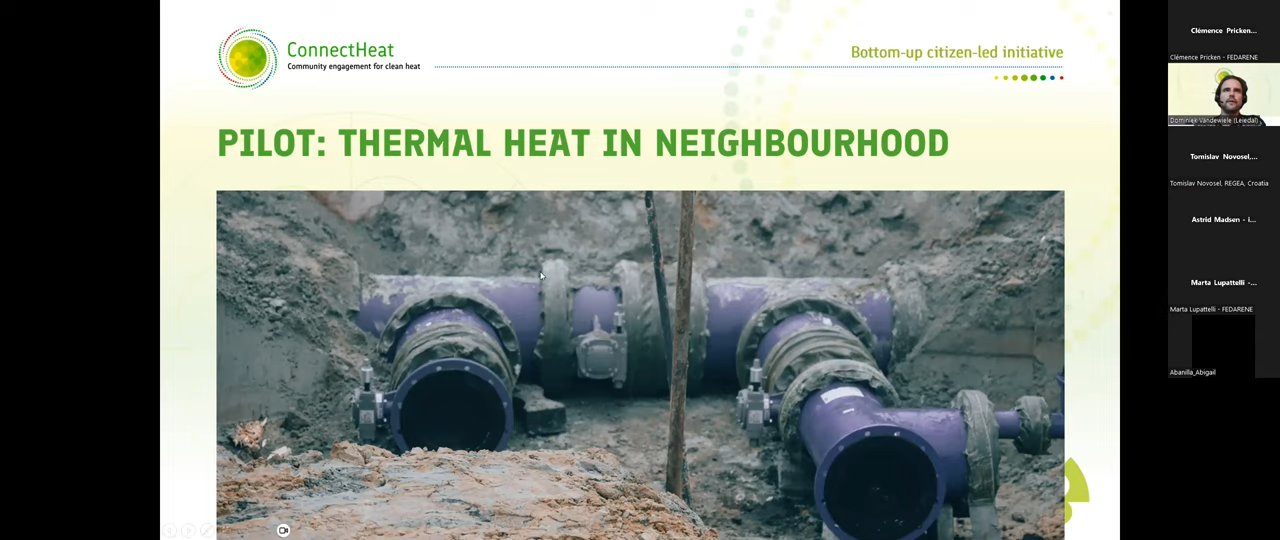 ConnectHeat
Community engagement for clean heat
Bottom-up citizen-led initiative
PILOT: THERMAL HEAT IN NEIGHBOURHOOD
Clémence Pricken...
Clémence Pricken - FEDARENE
Dominiek Vandewiele (Leiedal)
Tomislav Novosel,...
Tomislav Novosel, REGEA, Croatia
Astrid Madsen - i...
Marta Lupattelli -...
Marta Lupattelli - FEDARENE
Abanilla_Abigail